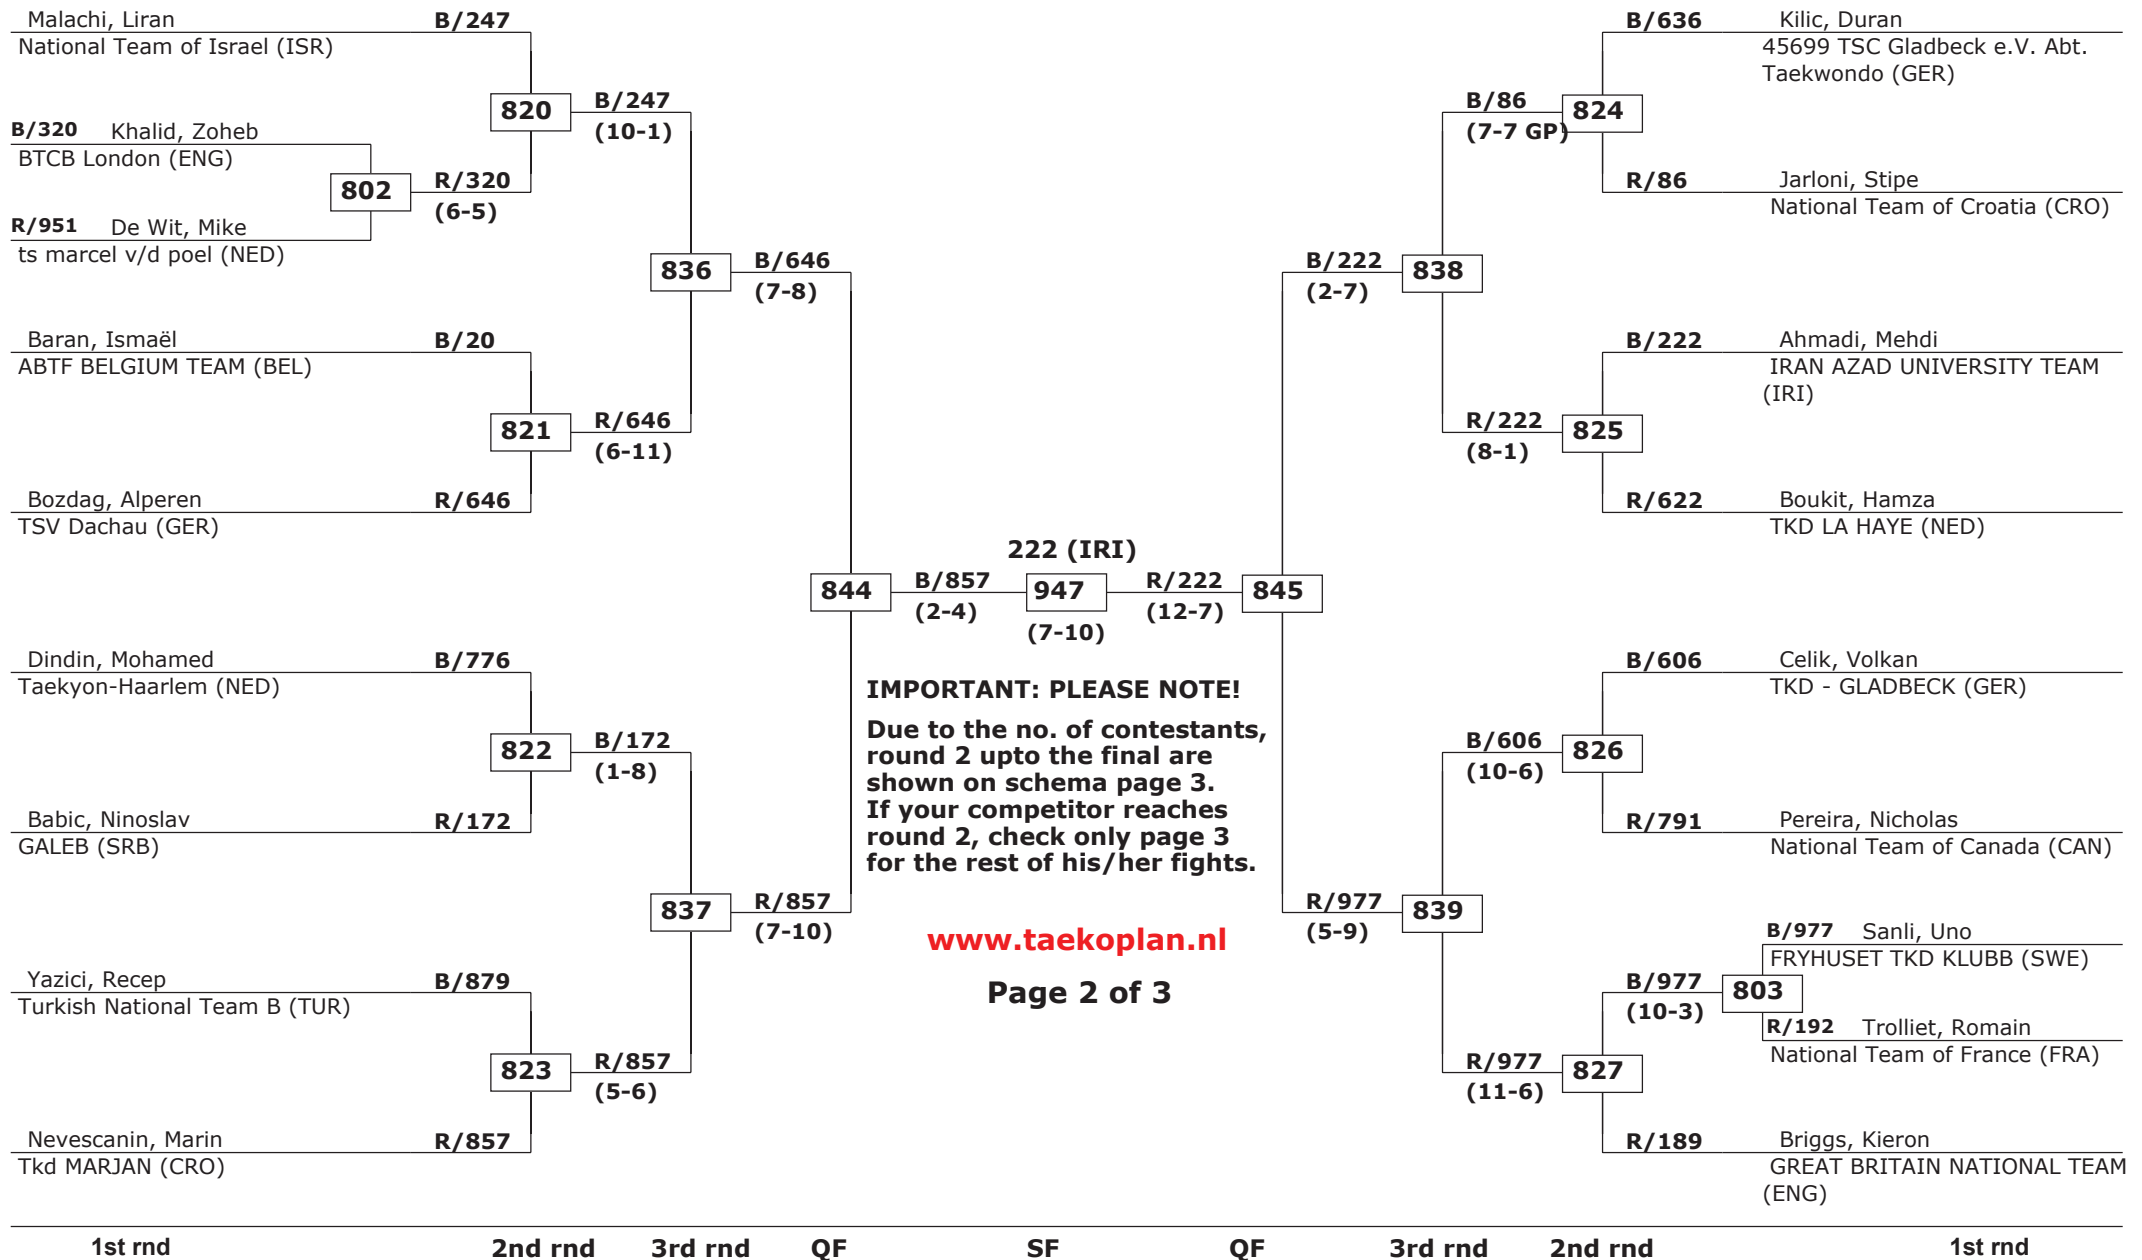 Malachi, Liran B/247
National Team of Israel (ISR)
B/320 Khalid, Zoheb
BTCB London (ENG)
802
R/320
(6-5)
R/951 De Wit, Mike
ts marcel v/d poel (NED)
820
B/247
(10-1)
Baran, Ismaël B/20
ABTF BELGIUM TEAM (BEL)
821
R/646
(6-11)
Bozdag, Alperen R/646
TSV Dachau (GER)
836
B/646
(7-8)
Dindin, Mohamed B/776
Taekyon-Haarlem (NED)
822
B/172
(1-8)
Babic, Ninoslav R/172
GALEB (SRB)
837
R/857
(7-10)
Yazici, Recep B/879
Turkish National Team B (TUR)
823
R/857
(5-6)
Nevescanin, Marin R/857
Tkd MARJAN (CRO)
844
B/857
(2-4)
222 (IRI)
947
(7-10)
R/222
(12-7)
845
IMPORTANT: PLEASE NOTE!
Due to the no. of contestants,
round 2 upto the final are
shown on schema page 3.
If your competitor reaches
round 2, check only page 3
for the rest of his/her fights.
www.taekoplan.nl
Page 2 of 3
B/636 Kilic, Duran
45699 TSC Gladbeck e.V. Abt.
Taekwondo (GER)
B/86
(7-7 GP)
824
R/86 Jarloni, Stipe
National Team of Croatia (CRO)
B/222
(2-7)
838
B/222 Ahmadi, Mehdi
IRAN AZAD UNIVERSITY TEAM
(IRI)
R/222
(8-1)
825
R/622 Boukit, Hamza
TKD LA HAYE (NED)
B/606 Celik, Volkan
TKD - GLADBECK (GER)
B/606
(10-6)
826
R/791 Pereira, Nicholas
National Team of Canada (CAN)
R/977
(5-9)
839
B/977 Sanli, Uno
FRYHUSET TKD KLUBB (SWE)
B/977
(10-3)
803
R/192 Trolliet, Romain
National Team of France (FRA)
R/977
(11-6)
827
R/189 Briggs, Kieron
GREAT BRITAIN NATIONAL TEAM
(ENG)
1st rnd 2nd rnd 3rd rnd QF SF QF 3rd rnd 2nd rnd 1st rnd